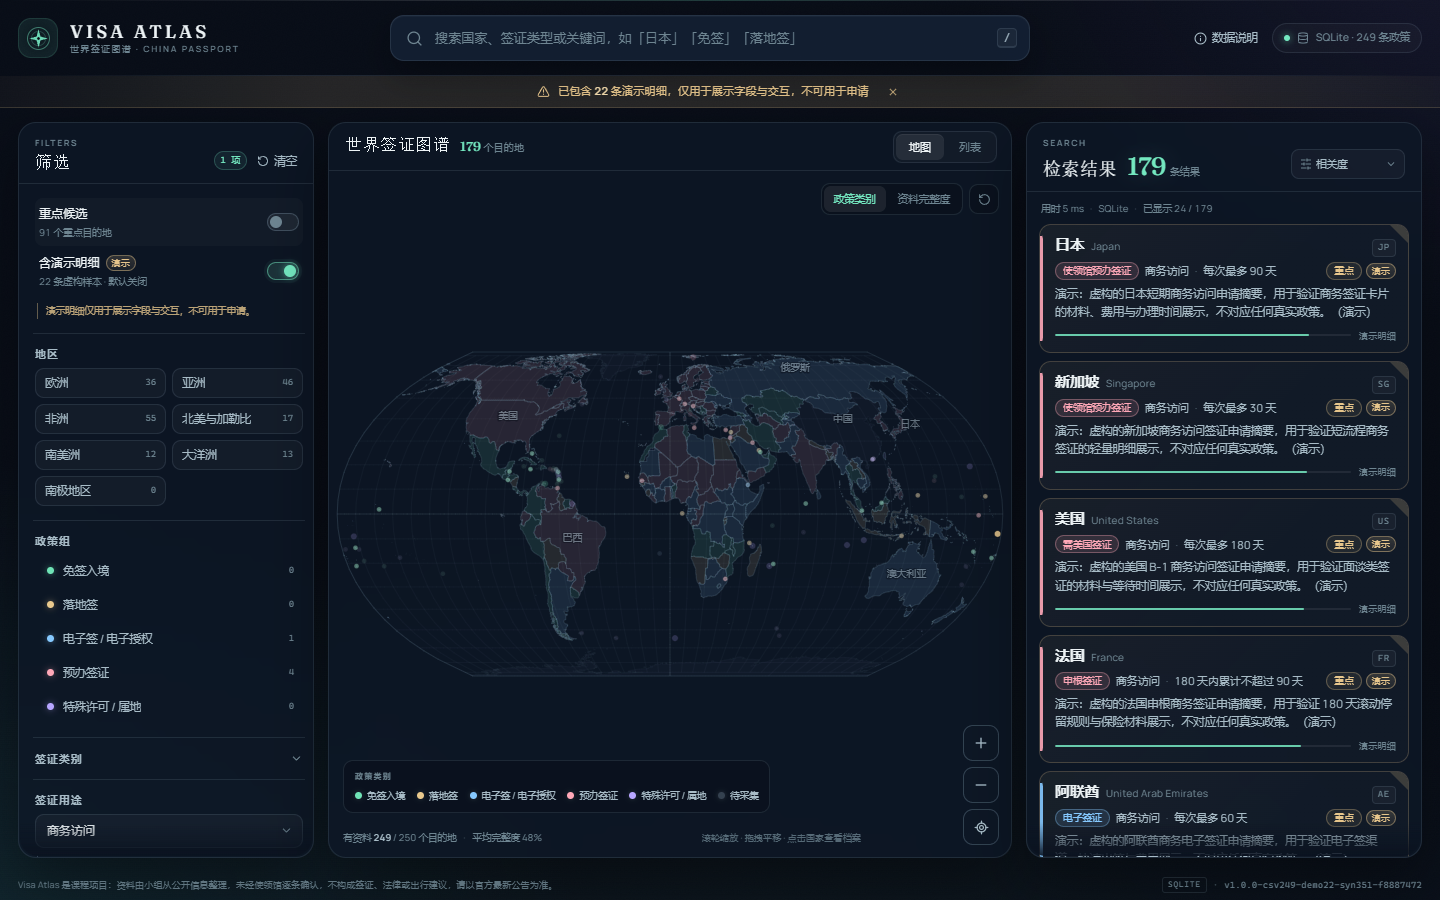 VISA ATLAS
世界签证图谱 · CHINA PASSPORT
搜索国家、签证类型或关键词，如「日本」「免签」「落地签」
/
数据说明
SQLite · 249 条政策
已包含 22 条演示明细，仅用于展示字段与交互，不可用于申请
FILTERS
筛选
1 项
清空
重点候选
91 个重点目的地
含演示明细 演示
22 条虚构样本 · 默认关闭
演示明细仅用于展示字段与交互，不可用于申请。
地区
欧洲 36
亚洲 46
非洲 55
北美与加勒比 17
南美洲 12
大洋洲 13
南极地区 0
政策组
免签入境 0
落地签 0
电子签 / 电子授权 1
预办签证 4
特殊许可 / 属地 0
签证类别
签证用途
商务访问
世界签证图谱 179 个目的地
地图 列表
政策类别 资料完整度
俄罗斯
美国
中国
日本
巴西
澳大利亚
政策类别
免签入境 落地签 电子签 / 电子授权 预办签证 特殊许可 / 属地 待采集
有资料 249 / 250 个目的地 · 平均完整度 48%
滚轮缩放 · 拖拽平移 · 点击国家查看档案
SEARCH
检索结果 179 条结果
相关度
用时 5 ms · SQLite · 已显示 24 / 179
日本 Japan JP
使领馆预办签证 商务访问 · 每次最多 90 天 重点 演示
演示：虚构的日本短期商务访问申请摘要，用于验证商务签证卡片
的材料、费用与办理时间展示，不对应任何真实政策。（演示）
演示明细
新加坡 Singapore SG
使领馆预办签证 商务访问 · 每次最多 30 天 重点 演示
演示：虚构的新加坡商务访问签证申请摘要，用于验证短流程商务
签证的轻量明细展示，不对应任何真实政策。（演示）
演示明细
美国 United States US
需美国签证 商务访问 · 每次最多 180 天 重点 演示
演示：虚构的美国 B-1 商务访问签证申请摘要，用于验证面谈类签
证的材料与等待时间展示，不对应任何真实政策。（演示）
演示明细
法国 France FR
申根签证 商务访问 · 180 天内累计不超过 90 天 重点 演示
演示：虚构的法国申根商务签证申请摘要，用于验证 180 天滚动停
留规则与保险材料展示，不对应任何真实政策。（演示）
演示明细
阿联酋 United Arab Emirates AE
电子签证 商务访问 · 每次最多 60 天 重点 演示
演示：虚构的阿联酋商务电子签证申请摘要，用于验证电子签渠
Visa Atlas 是课程项目：资料由小组从公开信息整理，未经使领馆逐条确认，不构成签证、法律或出行建议，请以官方最新公告为准。
SQLITE · v1.0.0-csv249-demo22-syn351-f8887472